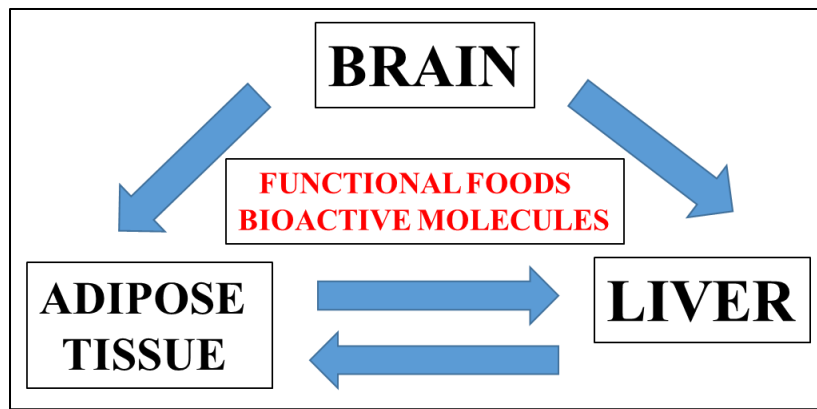 BRAIN
FUNCTIONAL FOODS
BIOACTIVE MOLECULES
ADIPOSE
TISSUE
LIVER